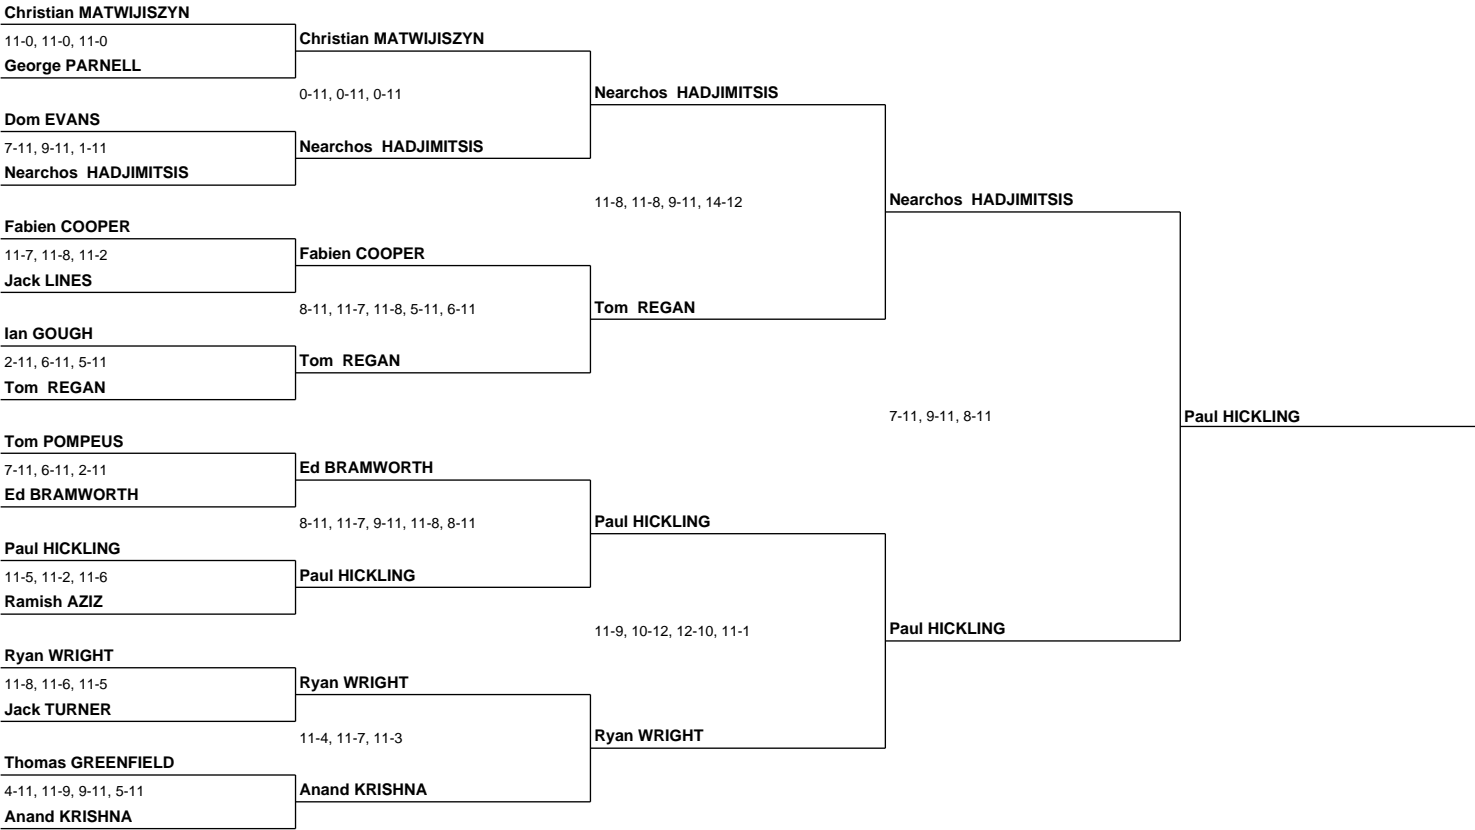 Christian MATWIJISZYN
11-0, 11-0, 11-0
George PARNELL
Dom EVANS
7-11, 9-11, 1-11
Nearchos  HADJIMITSIS
Fabien COOPER
11-7, 11-8, 11-2
Jack LINES
Ian GOUGH
2-11, 6-11, 5-11
Tom  REGAN
Tom POMPEUS
7-11, 6-11, 2-11
Ed BRAMWORTH
Paul HICKLING
11-5, 11-2, 11-6
Ramish AZIZ
Ryan WRIGHT
11-8, 11-6, 11-5
Jack TURNER
Thomas GREENFIELD
4-11, 11-9, 9-11, 5-11
Anand KRISHNA
Christian MATWIJISZYN
0-11, 0-11, 0-11
Nearchos  HADJIMITSIS
Fabien COOPER
8-11, 11-7, 11-8, 5-11, 6-11
Tom  REGAN
Ed BRAMWORTH
8-11, 11-7, 9-11, 11-8, 8-11
Paul HICKLING
Ryan WRIGHT
11-4, 11-7, 11-3
Anand KRISHNA
Nearchos  HADJIMITSIS
11-8, 11-8, 9-11, 14-12
Tom  REGAN
Paul HICKLING
11-9, 10-12, 12-10, 11-1
Ryan WRIGHT
Nearchos  HADJIMITSIS
7-11, 9-11, 8-11
Paul HICKLING
Paul HICKLING